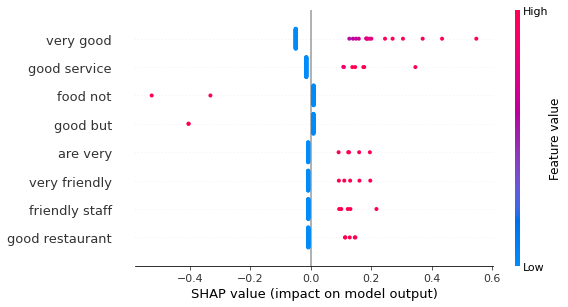 High
very good
good service
food not
good but
are very
very friendly
friendly staff
good restaurant
Feature value
Low
−0.4 −0.2 0.0 0.2 0.4 0.6
SHAP value (impact on model output)